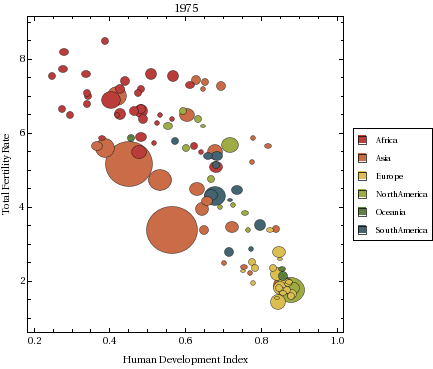 1975
Total Fertility Rate
8
6
4
2
0.2 0.4 0.6 0.8 1.0
Human Development Index
Africa
Asia
Europe
NorthAmerica
Oceania
SouthAmerica